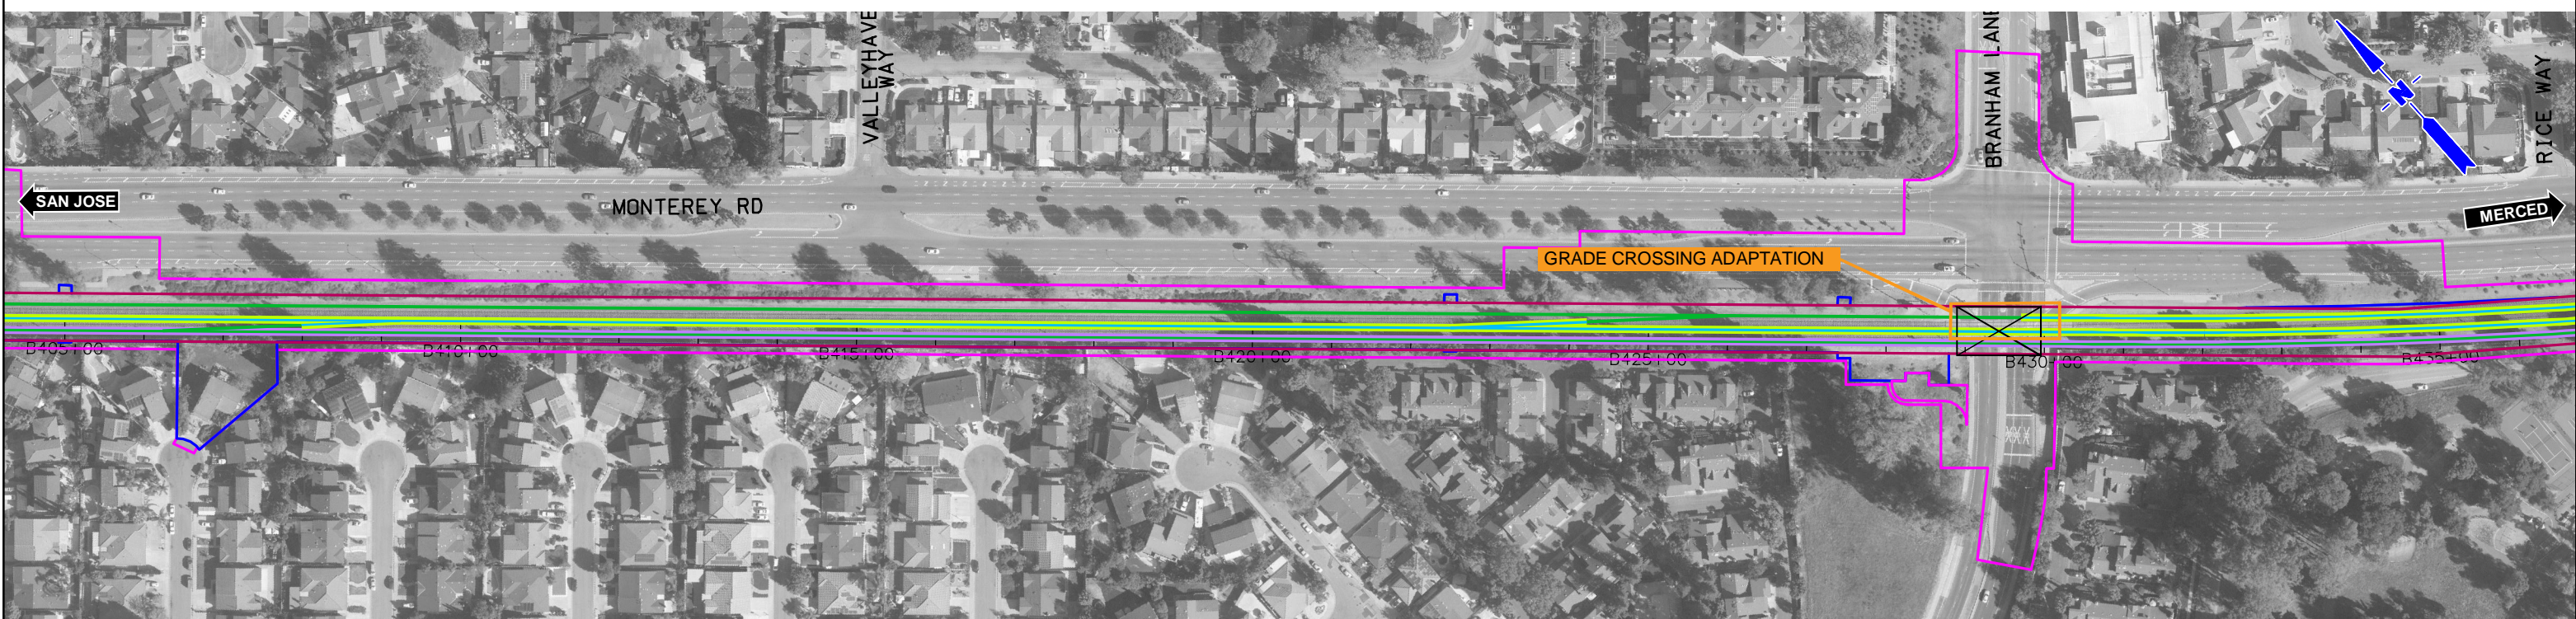 VALLEYHAVEN
WAY
BRANHAM LANE
RICE WAY
N
SAN JOSE
MONTEREY RD
MERCED
GRADE CROSSING ADAPTATION
B405+00
B410+00
B415+00
B420+00
B425+00
B430+00
B435+00